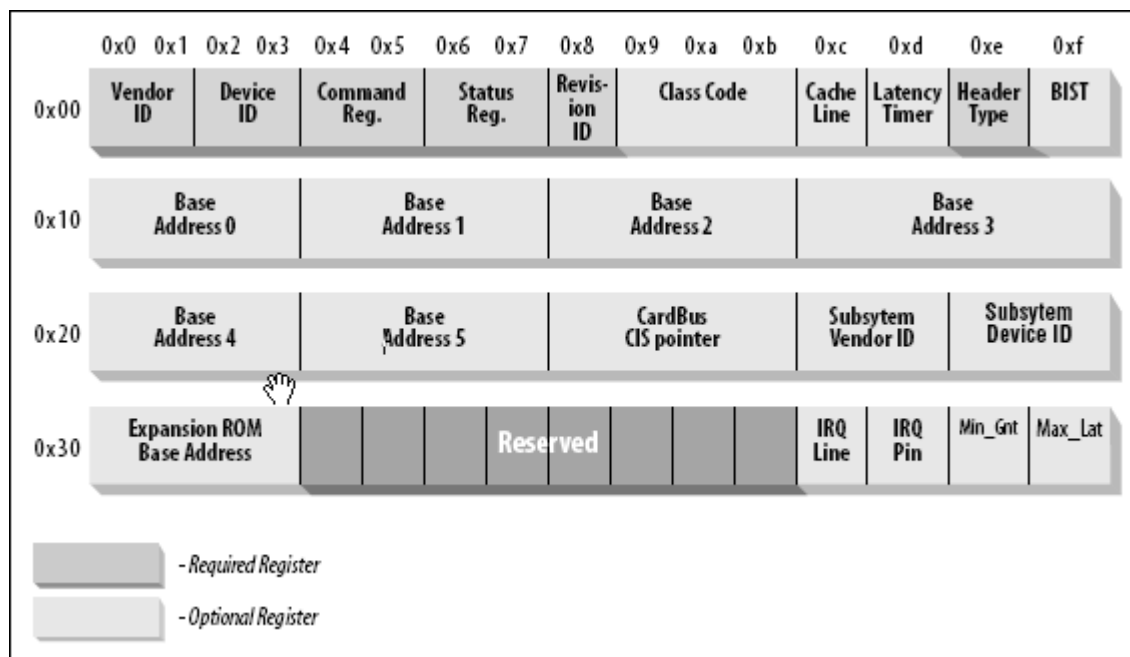 0x0 0x1 0x2 0x3 0x4 0x5 0x6 0x7 0x8 0x9 0xa 0xb 0xc 0xd 0xe 0xf
0x00
Vendor
ID
Device
ID
Command
Reg.
Status
Reg.
Revis-
ion
ID
Class Code
Cache
Line
Latency
Timer
Header
Type
BIST
0x10
Base
Address 0
Base
Address 1
Base
Address 2
Base
Address 3
0x20
Base
Address 4
Base
Address 5
CardBus
CIS pointer
Subsytem
Vendor ID
Subsytem
Device ID
0x30
Expansion ROM
Base Address
Reserved
IRQ
Line
IRQ
Pin
Min_Gnt
Max_Lat
- Required Register
- Optional Register